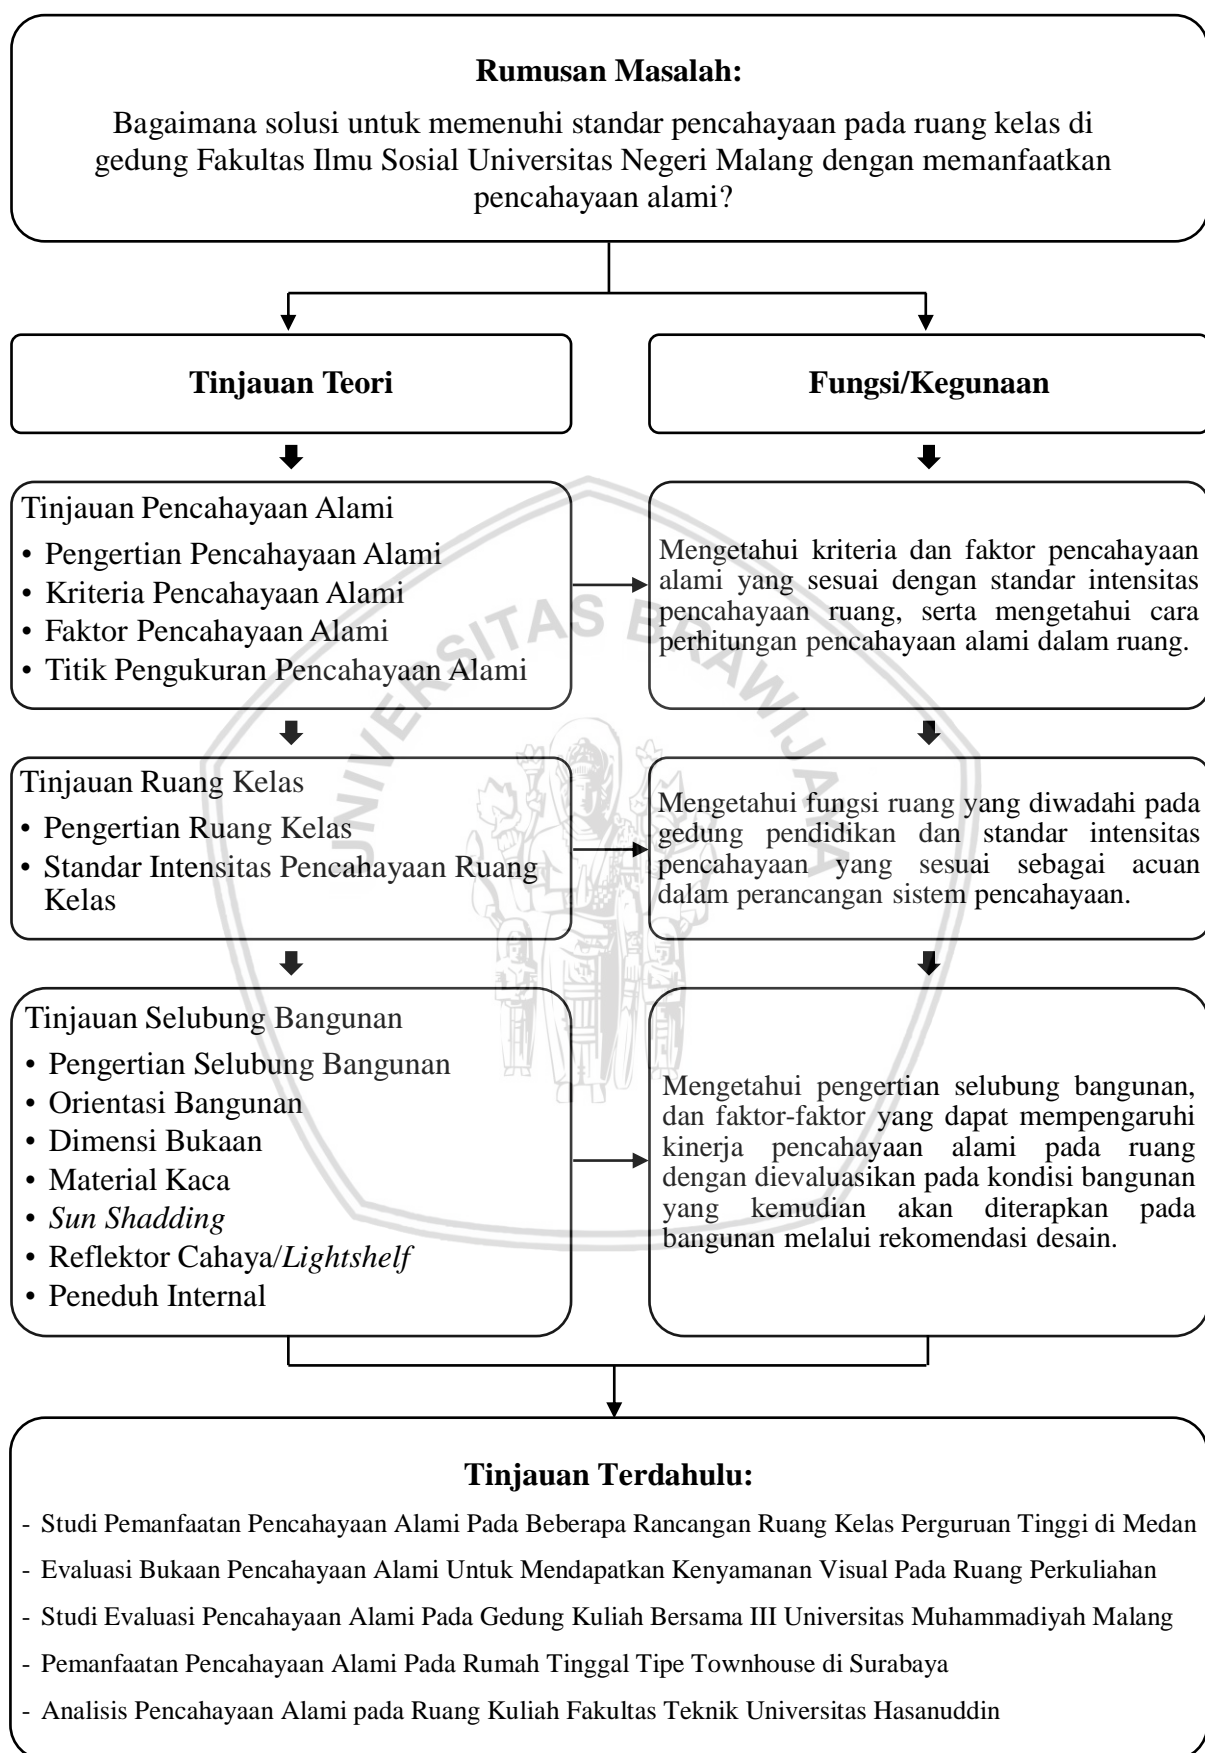 Rumusan Masalah:
Bagaimana solusi untuk memenuhi standar pencahayaan pada ruang kelas di
gedung Fakultas Ilmu Sosial Universitas Negeri Malang dengan memanfaatkan
pencahayaan alami?
Tinjauan Teori
Fungsi/Kegunaan
Tinjauan Pencahayaan Alami
• Pengertian Pencahayaan Alami
• Kriteria Pencahayaan Alami
• Faktor Pencahayaan Alami
• Titik Pengukuran Pencahayaan Alami
Mengetahui kriteria dan faktor pencahayaan
alami yang sesuai dengan standar intensitas
pencahayaan ruang, serta mengetahui cara
perhitungan pencahayaan alami dalam ruang.
UNIVERSITAS BRAWIJAYA
Tinjauan Ruang Kelas
• Pengertian Ruang Kelas
• Standar Intensitas Pencahayaan Ruang
Kelas
Mengetahui fungsi ruang yang diwadahi pada
gedung pendidikan dan standar intensitas
pencahayaan yang sesuai sebagai acuan
dalam perancangan sistem pencahayaan.
Tinjauan Selubung Bangunan
• Pengertian Selubung Bangunan
• Orientasi Bangunan
• Dimensi Bukaan
• Material Kaca
• Sun Shadding
• Reflektor Cahaya/Lightshelf
• Peneduh Internal
Mengetahui pengertian selubung bangunan,
dan faktor-faktor yang dapat mempengaruhi
kinerja pencahayaan alami pada ruang
dengan dievaluasikan pada kondisi bangunan
yang kemudian akan diterapkan pada
bangunan melalui rekomendasi desain.
Tinjauan Terdahulu:
- Studi Pemanfaatan Pencahayaan Alami Pada Beberapa Rancangan Ruang Kelas Perguruan Tinggi di Medan
- Evaluasi Bukaan Pencahayaan Alami Untuk Mendapatkan Kenyamanan Visual Pada Ruang Perkuliahan
- Studi Evaluasi Pencahayaan Alami Pada Gedung Kuliah Bersama III Universitas Muhammadiyah Malang
- Pemanfaatan Pencahayaan Alami Pada Rumah Tinggal Tipe Townhouse di Surabaya
- Analisis Pencahayaan Alami pada Ruang Kuliah Fakultas Teknik Universitas Hasanuddin